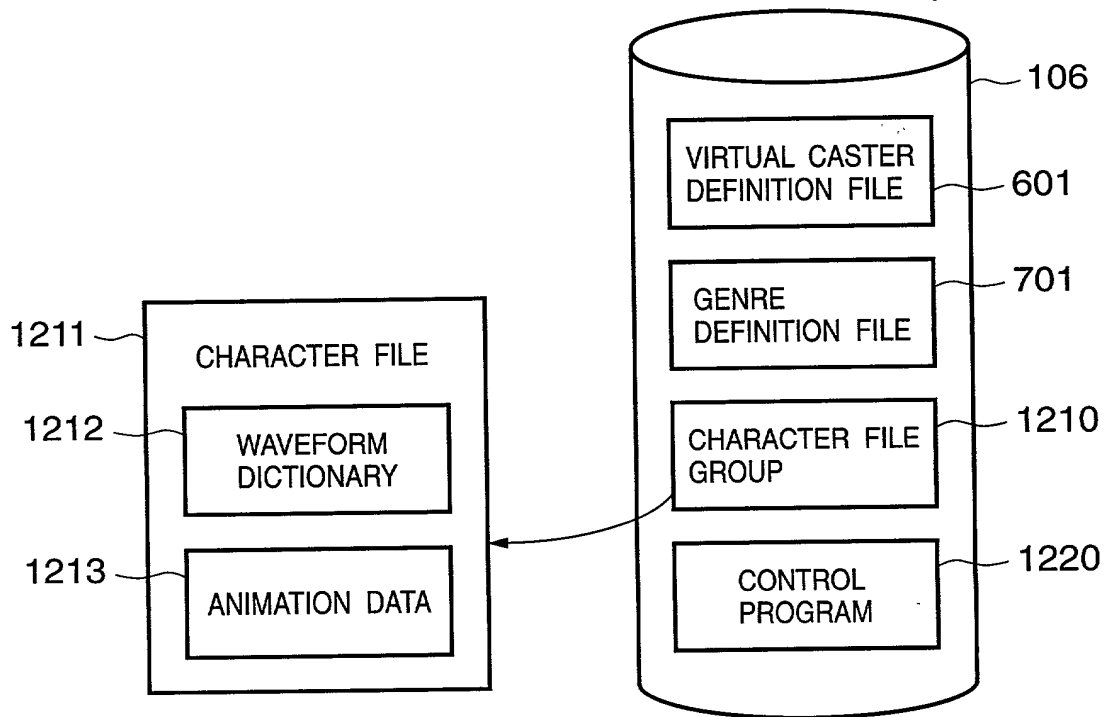 106
VIRTUAL CASTER
DEFINITION FILE
601
GENRE
DEFINITION FILE
701
CHARACTER FILE
GROUP
1210
CONTROL
PROGRAM
1220
1211
CHARACTER FILE
1212
WAVEFORM
DICTIONARY
1213
ANIMATION DATA